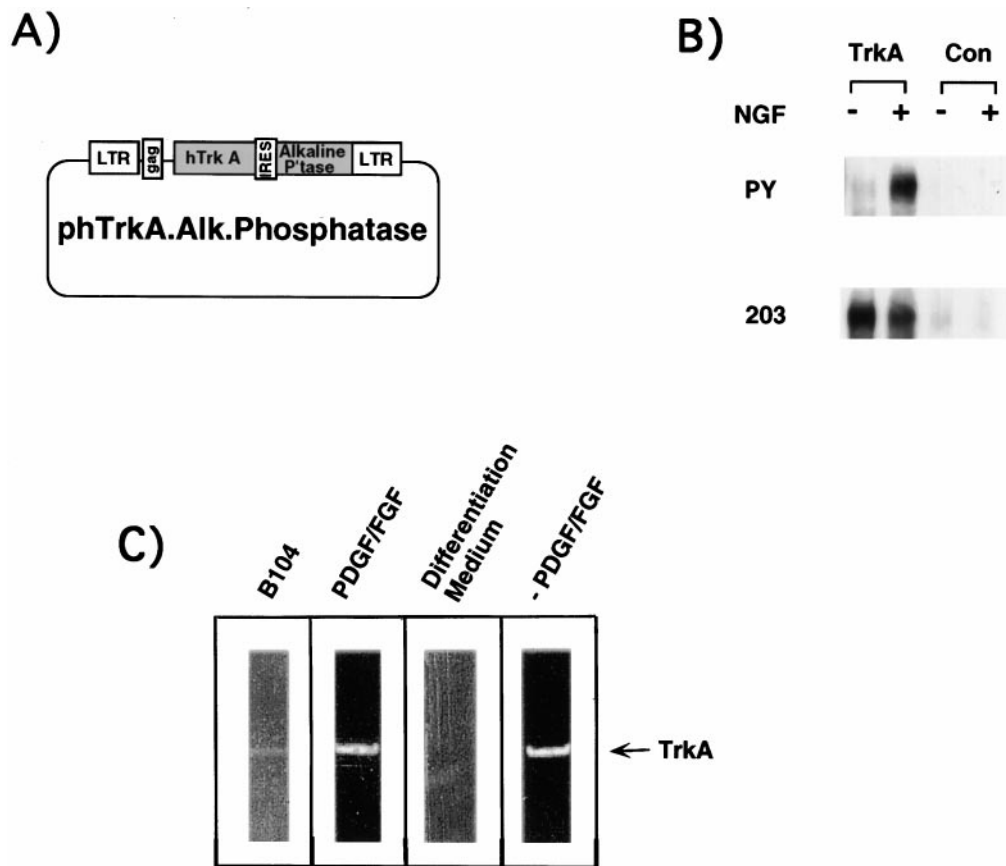 A)
LTR
gag
hTrk A
IRES
Alkaline
P'tase
LTR
phTrkA.Alk.Phosphatase
B)
TrkA Con
NGF - + - +
PY
203
C)
B104
PDGF/FGF
Differentiation
Medium
- PDGF/FGF
TrkA